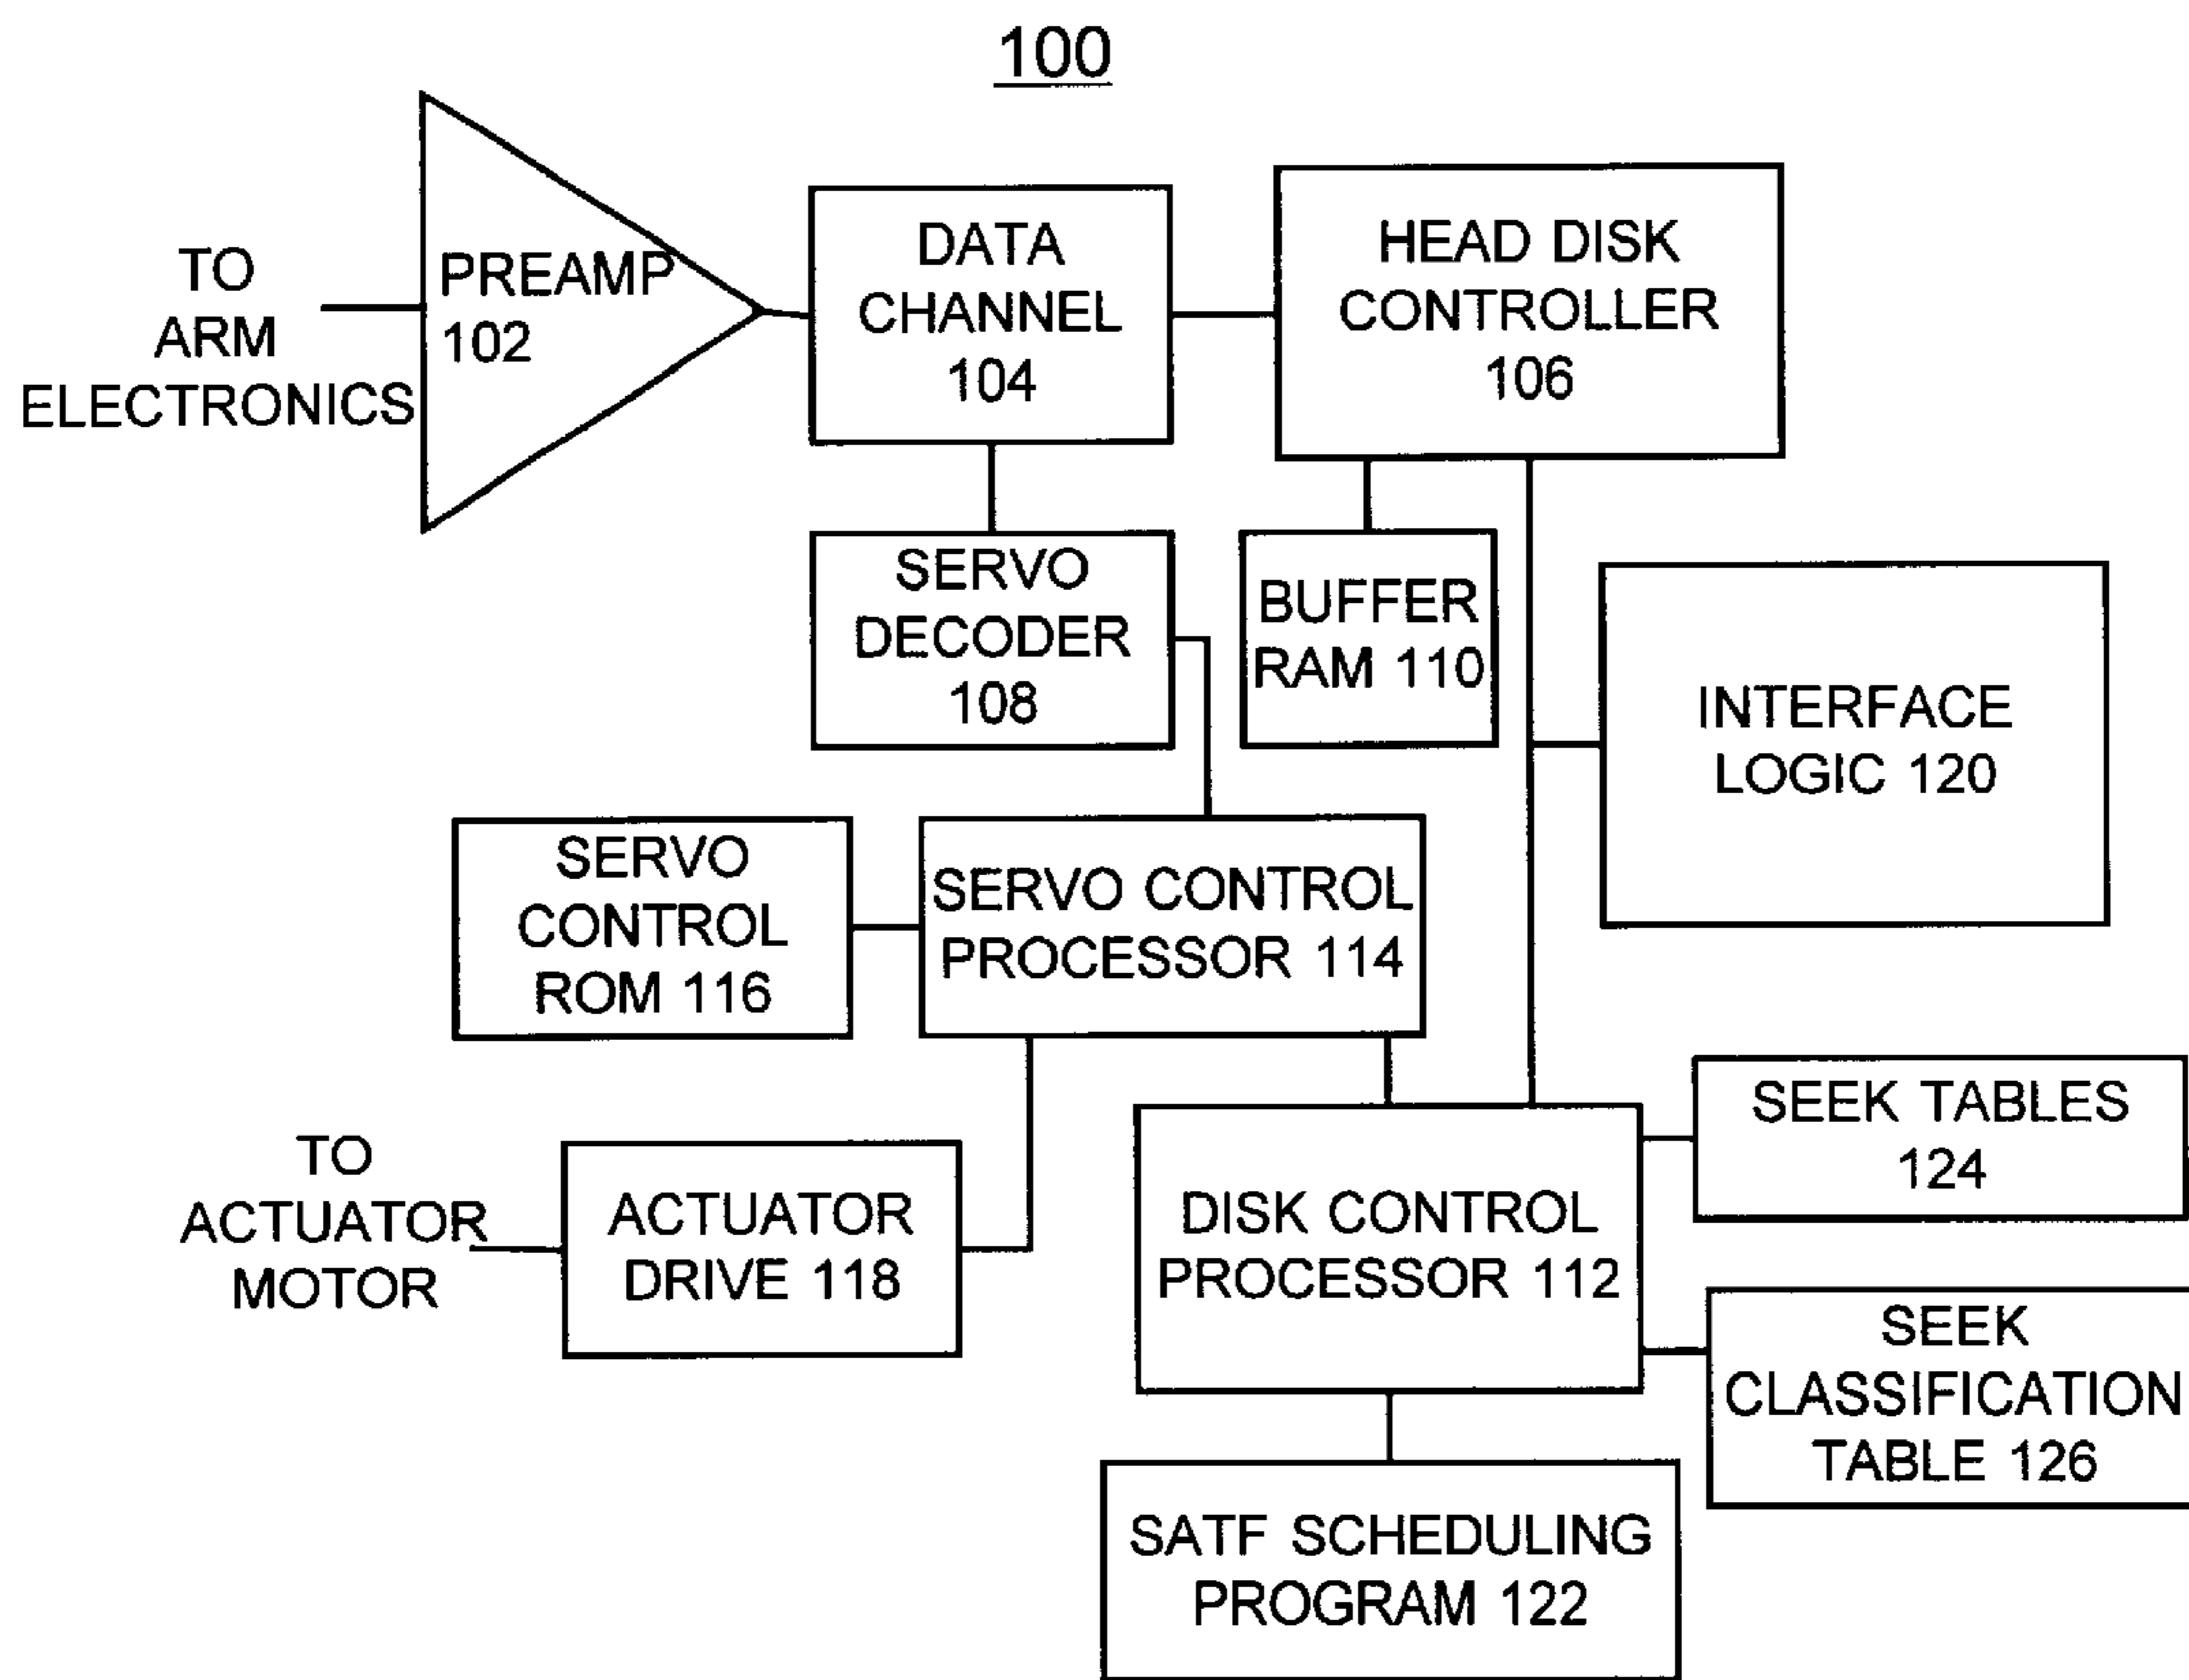 100
TO
ARM
ELECTRONICS
PREAMP
102
DATA
CHANNEL
104
HEAD DISK
CONTROLLER
106
SERVO
DECODER
108
BUFFER
RAM 110
INTERFACE
LOGIC 120
SERVO
CONTROL
ROM 116
SERVO CONTROL
PROCESSOR 114
TO
ACTUATOR
MOTOR
ACTUATOR
DRIVE 118
DISK CONTROL
PROCESSOR 112
SEEK TABLES
124
SEEK
CLASSIFICATION
TABLE 126
SATF SCHEDULING
PROGRAM 122